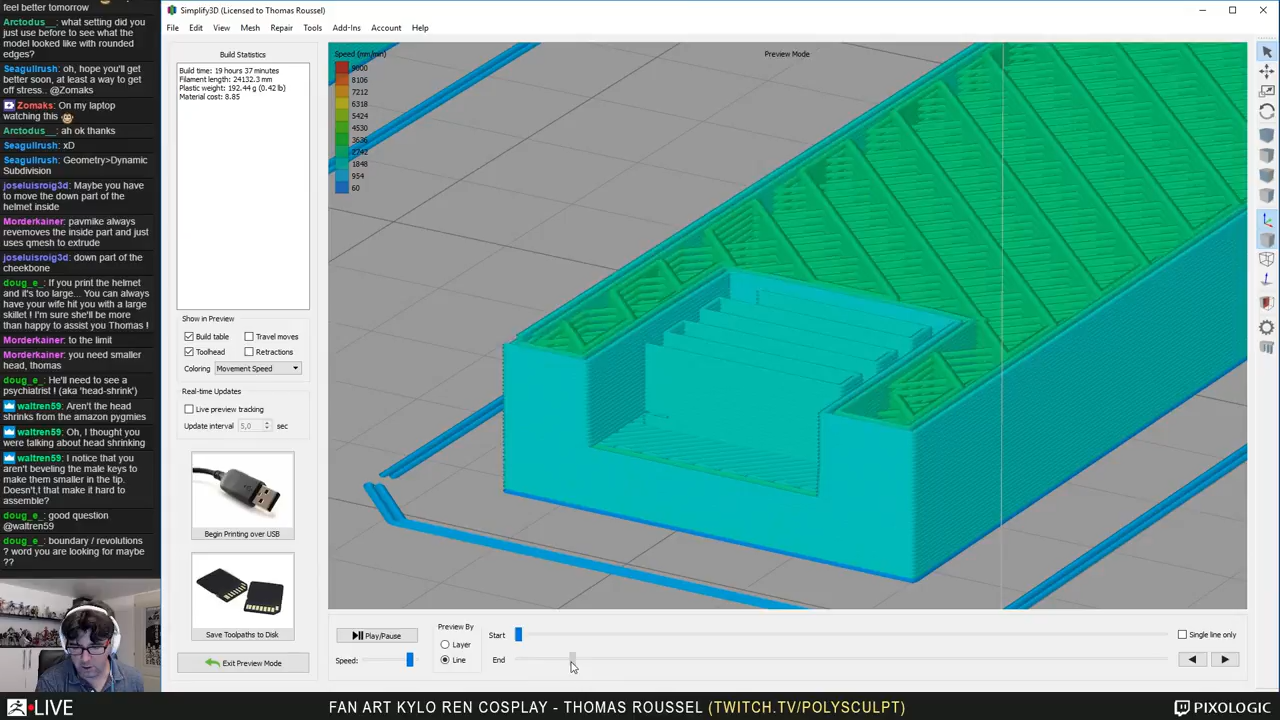 feel better tomorrow
Arctodus__: what setting did you
just use before to see what the
model looked like with rounded
edges?
Seagullrush: oh, hope you'll get
better soon, at least a way to get
off stress.. @Zomaks
Zomaks: On my laptop
watching this
Arctodus__: ah ok thanks
Seagullrush: xD
Seagullrush: Geometry>Dynamic
Subdivision
joseluisroig3d: Maybe you have
to move the down part of the
helmet inside
Morderkainer: pavmike always
revemoves the inside part and just
uses qmesh to extrude
joseluisroig3d: down part of the
cheekbone
doug_e_: If you print the helmet
and it's too large... You can always
have your wife hit you with a large
skillet ! I'm sure she'll be more
than happy to assist you Thomas !
Morderkainer: to the limit
Morderkainer: you need smaller
head, thomas
doug_e_: He'll need to see a
psychiatrist ! (aka 'head-shrink')
waltren59: Aren't the head
shrinks from the amazon pygmies
waltren59: Oh, I thought you
were talking about head shrinking
waltren59: I notice that you
aren't beveling the male keys to
make them smaller in the tip.
Doesn't,t that make it hard to
assemble?
doug_e_: good question
@waltren59
doug_e_: boundary / revolutions
? word you are looking for maybe
??
Simplify3D (Licensed to Thomas Roussel)
File Edit View Mesh Repair Tools Add-Ins Account Help
Build Statistics
Build time: 19 hours 37 minutes
Filament length: 24132.3 mm
Plastic weight: 192.44 g (0.42 lb)
Material cost: 8.85
Show in Preview
Build table Travel moves
Toolhead Retractions
Coloring Movement Speed
Real-time Updates
Live preview tracking
Update interval 5,0 sec
Begin Printing over USB
Save Toolpaths to Disk
Exit Preview Mode
Speed (mm/min)
9000
8106
7212
6318
5424
4530
3636
2742
1848
954
60
Preview Mode
Play/Pause
Speed:
Preview By
Layer
Line
Start
End
Single line only
LIVE
FAN ART KYLO REN COSPLAY - THOMAS ROUSSEL (TWITCH.TV/POLYSCULPT)
PIXOLOGIC